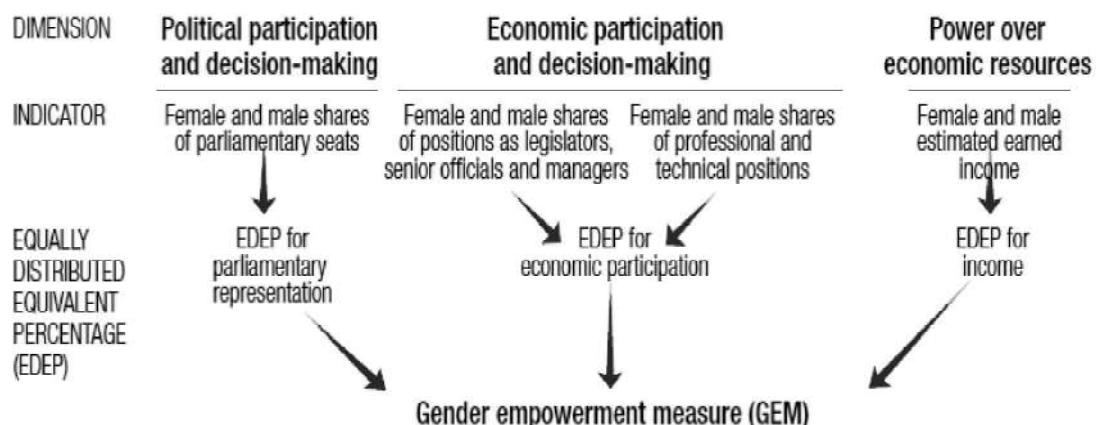 DIMENSION
Political participation
and decision-making
Economic participation
and decision-making
Power over
economic resources
INDICATOR
Female and male shares
of parliamentary seats
Female and male shares
of positions as legislators,
senior officials and managers
Female and male shares
of professional and
technical positions
Female and male
estimated earned
income
EQUALLY
DISTRIBUTED
EQUIVALENT
PERCENTAGE
(EDEP)
EDEP for
parliamentary
representation
EDEP for
economic participation
EDEP for
income
Gender empowerment measure (GEM)